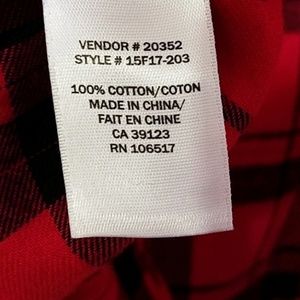 VENDOR # 20352
STYLE # 15F17-203
100% COTTON/COTON
MADE IN CHINA/
FAIT EN CHINE
CA 39123
RN 106517